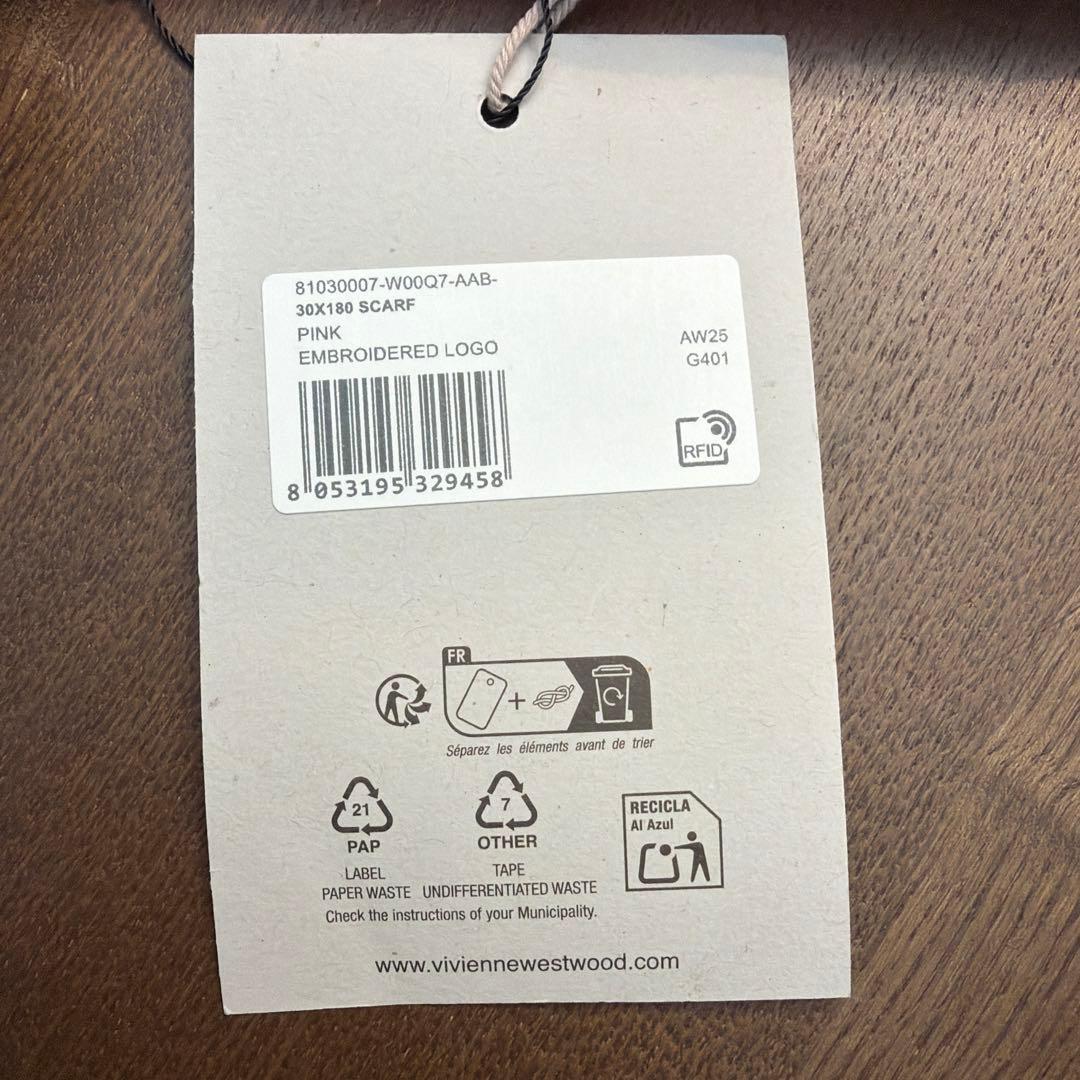 81030007-W00Q7-AAB-
30X180 SCARF
PINK
EMBROIDERED LOGO
AW25
G401
RFID
8 053195 329458
FR
Séparez les éléments avant de trier
21
PAP
LABEL
PAPER WASTE
7
OTHER
TAPE
UNDIFFERENTIATED WASTE
RECICLA
Al Azul
Check the instructions of your Municipality.
www.viviennewestwood.com